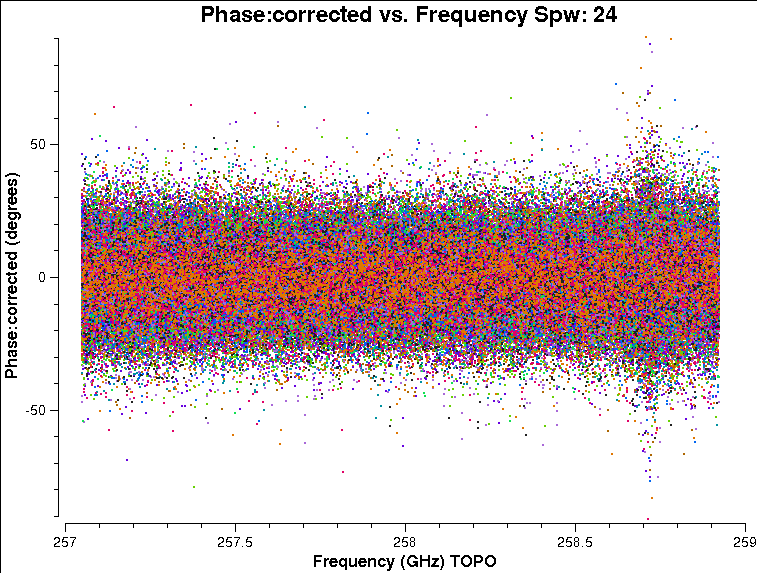 Phase:corrected vs. Frequency Spw: 24
Phase:corrected (degrees)
50
0
-50
257
257.5
258
258.5
259
Frequency (GHz) TOPO